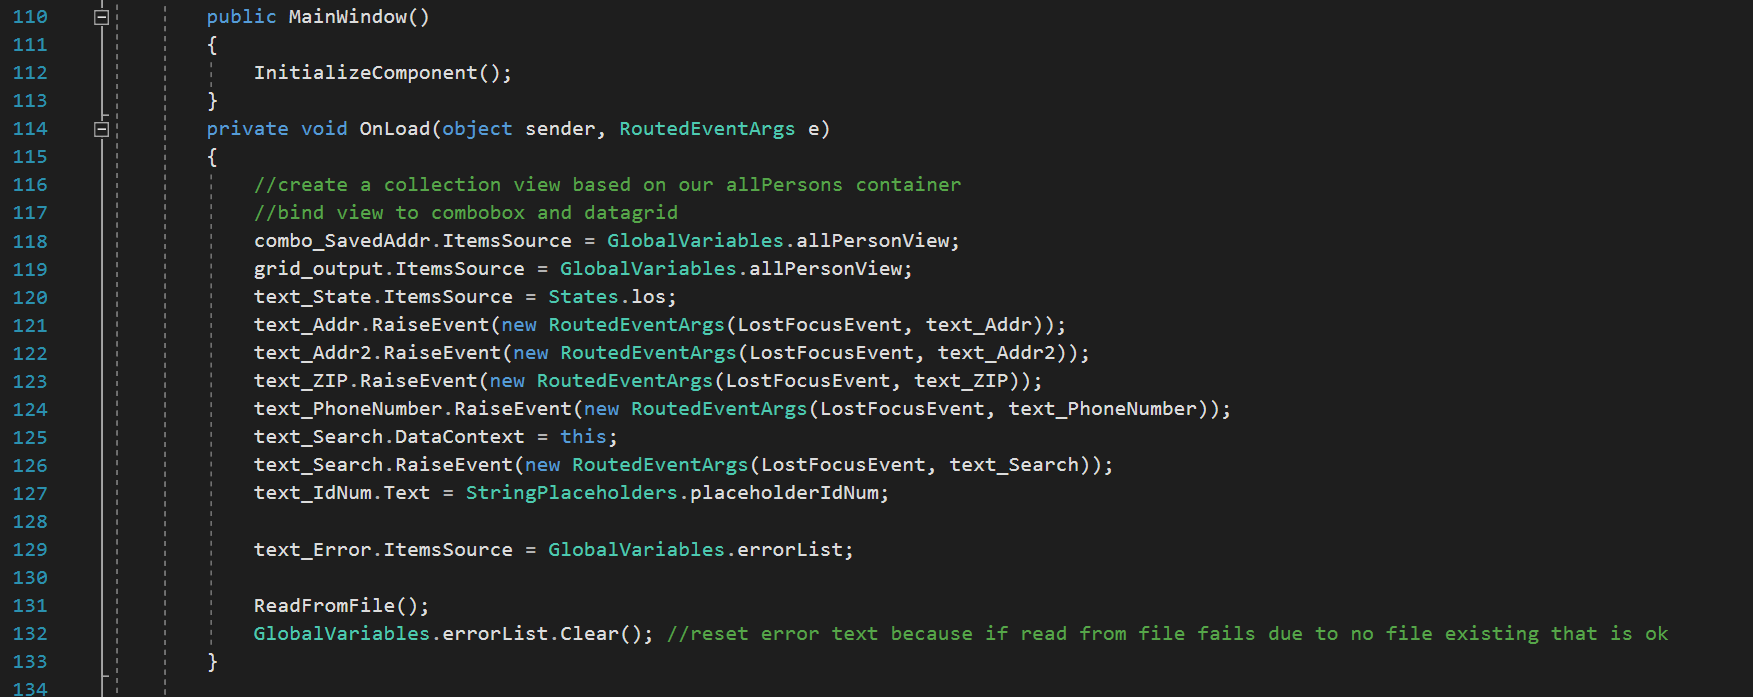 110 public MainWindow()
111 {
112 InitializeComponent();
113 }
114 private void OnLoad(object sender, RoutedEventArgs e)
115 {
116 //create a collection view based on our allPersons container
117 //bind view to combobox and datagrid
118 combo_SavedAddr.ItemsSource = GlobalVariables.allPersonView;
119 grid_output.ItemsSource = GlobalVariables.allPersonView;
120 text_State.ItemsSource = States.los;
121 text_Addr.RaiseEvent(new RoutedEventArgs(LostFocusEvent, text_Addr));
122 text_Addr2.RaiseEvent(new RoutedEventArgs(LostFocusEvent, text_Addr2));
123 text_ZIP.RaiseEvent(new RoutedEventArgs(LostFocusEvent, text_ZIP));
124 text_PhoneNumber.RaiseEvent(new RoutedEventArgs(LostFocusEvent, text_PhoneNumber));
125 text_Search.DataContext = this;
126 text_Search.RaiseEvent(new RoutedEventArgs(LostFocusEvent, text_Search));
127 text_IdNum.Text = StringPlaceholders.placeholderIdNum;
128
129 text_Error.ItemsSource = GlobalVariables.errorList;
130
131 ReadFromFile();
132 GlobalVariables.errorList.Clear(); //reset error text because if read from file fails due to no file existing that is ok
133 }
134